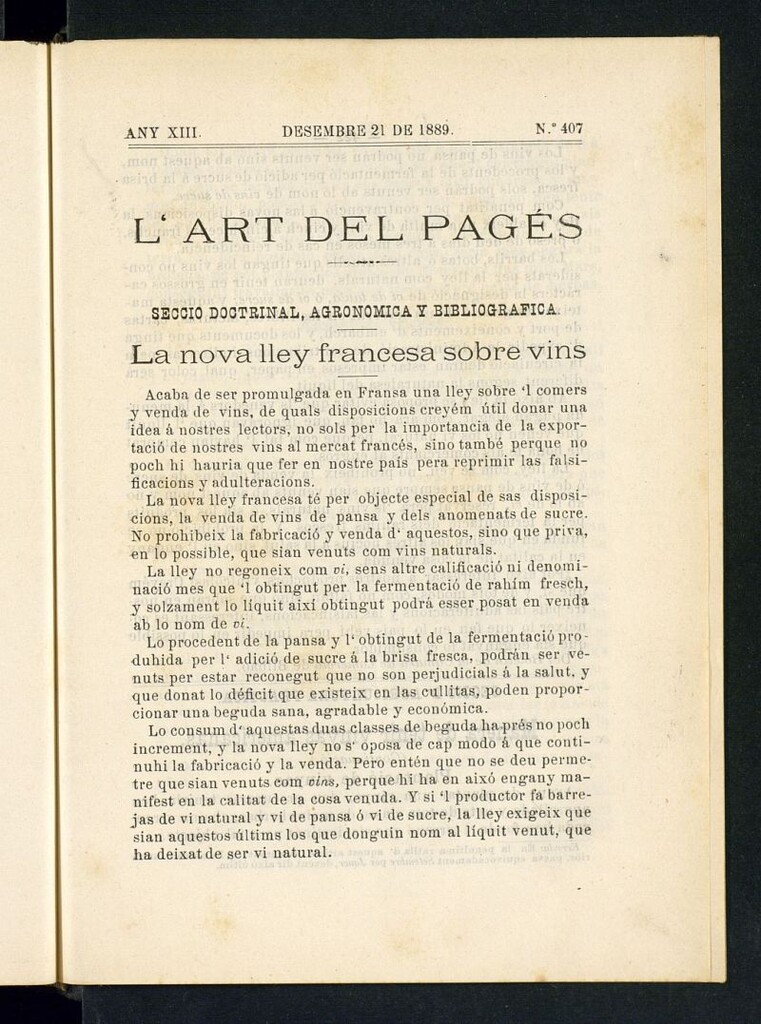 ANY XIII. DESEMBRE 21 DE 1889. N.º 407
L‘ ART DEL PAGÉS
SECCIO DOCTRINAL, AGRONOMICA Y BIBLIOGRAFICA.
La nova lley francesa sobre vins
Acaba de ser promulgada en Fransa una lley sobre ‘l comers
y venda de vins, de quals disposicions creyém útil donar una
idea á nostres lectors, no sols per la importancia de la expor-
tació de nostres vins al mercat francés, sino també perque no
poch hi hauria que fer en nostre país pera reprimir las falsi-
ficacions y adulteracions.
La nova lley francesa té per objecte especial de sas disposi-
cions, la venda de vins de pansa y dels anomenats de sucre.
No prohibeix la fabricació y venda d‘ aquestos, sino que priva,
en lo possible, que sian venuts com vins naturals.
La lley no regoneix com vi, sens altre calificació ni denomi-
nació mes que ‘l obtingut per la fermentació de rahím fresch,
y solzament lo líquit aixi obtingut podrá esser posat en venda
ab lo nom de vi.
Lo procedent de la pansa y l‘ obtingut de la fermentació pro-
duhida per l‘ adició de sucre á la brisa fresca, podrán ser ve-
nuts per estar reconegut que no son perjudicials á la salut, y
que donat lo déficit que existeix en las cullitas, poden propor-
cionar una beguda sana, agradable y económica.
Lo consum d‘ aquestas duas classes de beguda ha prés no poch
increment, y la nova lley no s‘ oposa de cap modo á que conti-
nuhi la fabricació y la venda. Pero entén que no se deu perme-
tre que sian venuts com vins, perque hi ha en aixó engany ma-
nifest en la calitat de la cosa venuda. Y si ‘l productor fa barre-
jas de vi natural y vi de pansa ó vi de sucre, la lley exigeix que
sian aquestos últims los que donguin nom al líquit venut, que
ha deixat de ser vi natural.